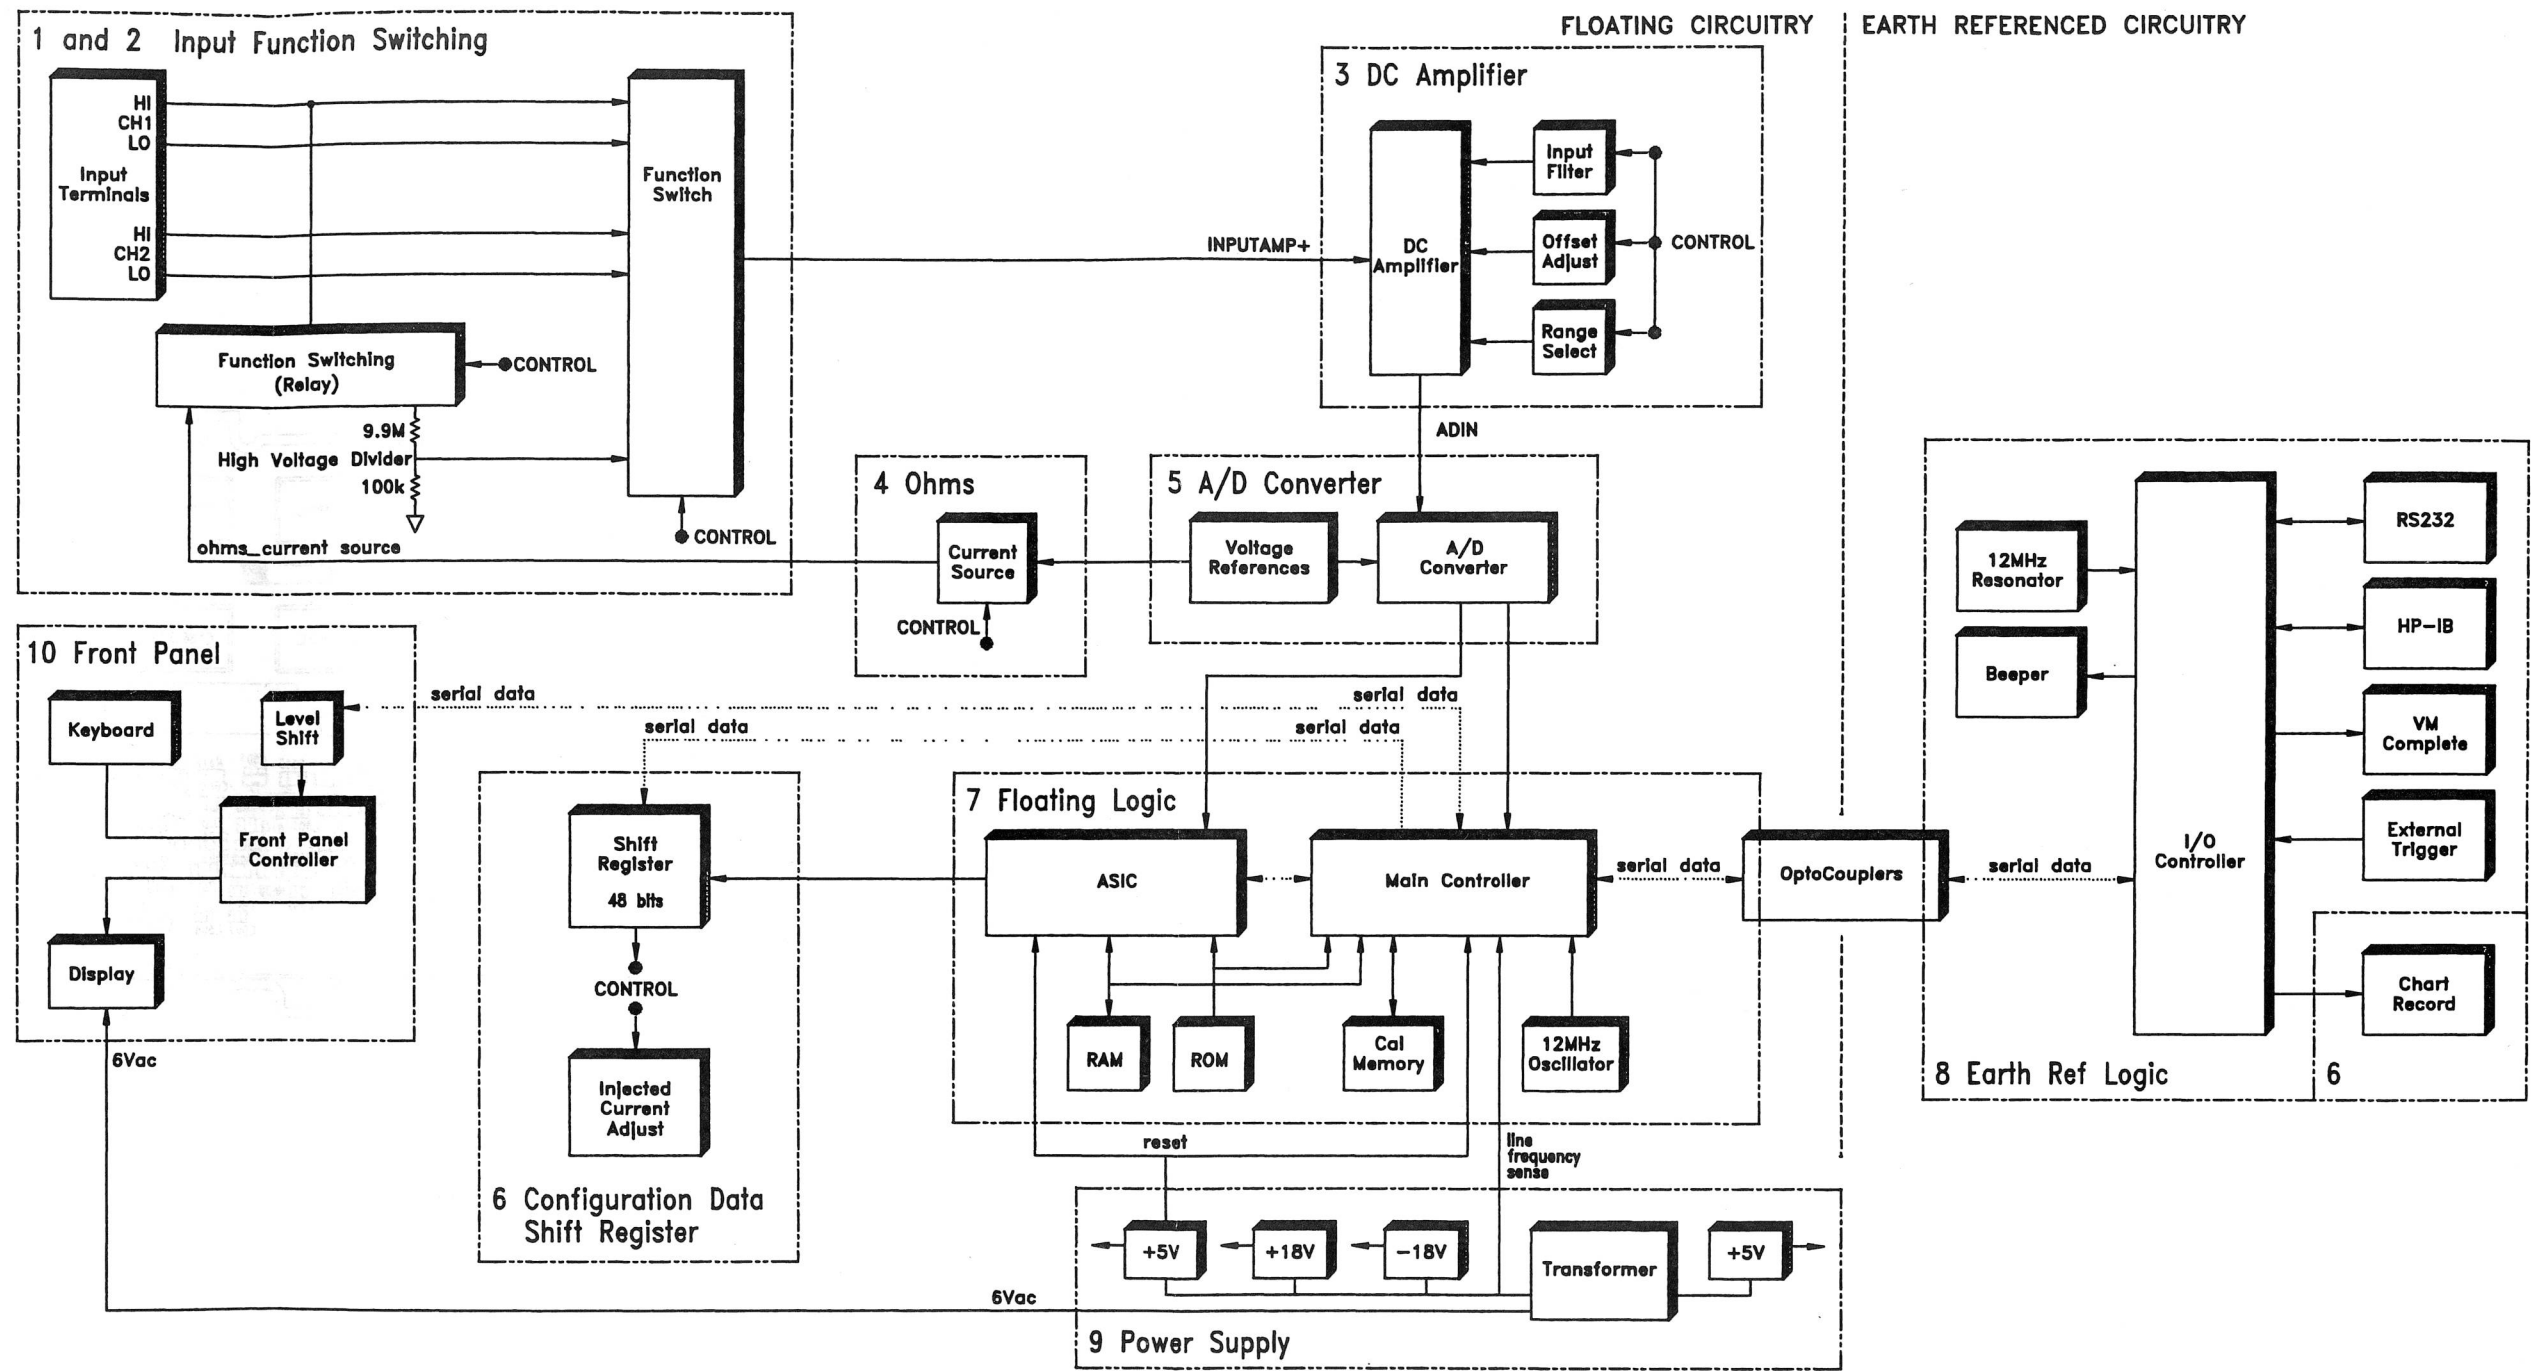 FLOATING CIRCUITRY
EARTH REFERENCED CIRCUITRY
1 and 2 Input Function Switching
HI
CH1
LO
Input
Terminals
HI
CH2
LO
Function
Switch
Function Switching
(Relay)
CONTROL
9.9M
High Voltage Divider
100k
CONTROL
ohms_current source
INPUTAMP+
3 DC Amplifier
DC
Amplifier
Input
Filter
Offset
Adjust
CONTROL
Range
Select
ADIN
4 Ohms
Current
Source
CONTROL
5 A/D Converter
Voltage
References
A/D
Converter
10 Front Panel
Keyboard
Level
Shift
Front Panel
Controller
Display
6Vac
serial data
serial data
serial data
serial data
Shift
Register
48 bits
CONTROL
Injected
Current
Adjust
6 Configuration Data
Shift Register
7 Floating Logic
ASIC
Main Controller
serial data
OptoCouplers
serial data
RAM
ROM
Cal
Memory
12MHz
Oscillator
reset
line
frequency
sense
12MHz
Resonator
Beeper
I/O
Controller
RS232
HP-IB
VM
Complete
External
Trigger
Chart
Record
8 Earth Ref Logic
6
+5V
+18V
-18V
Transformer
+5V
6Vac
9 Power Supply